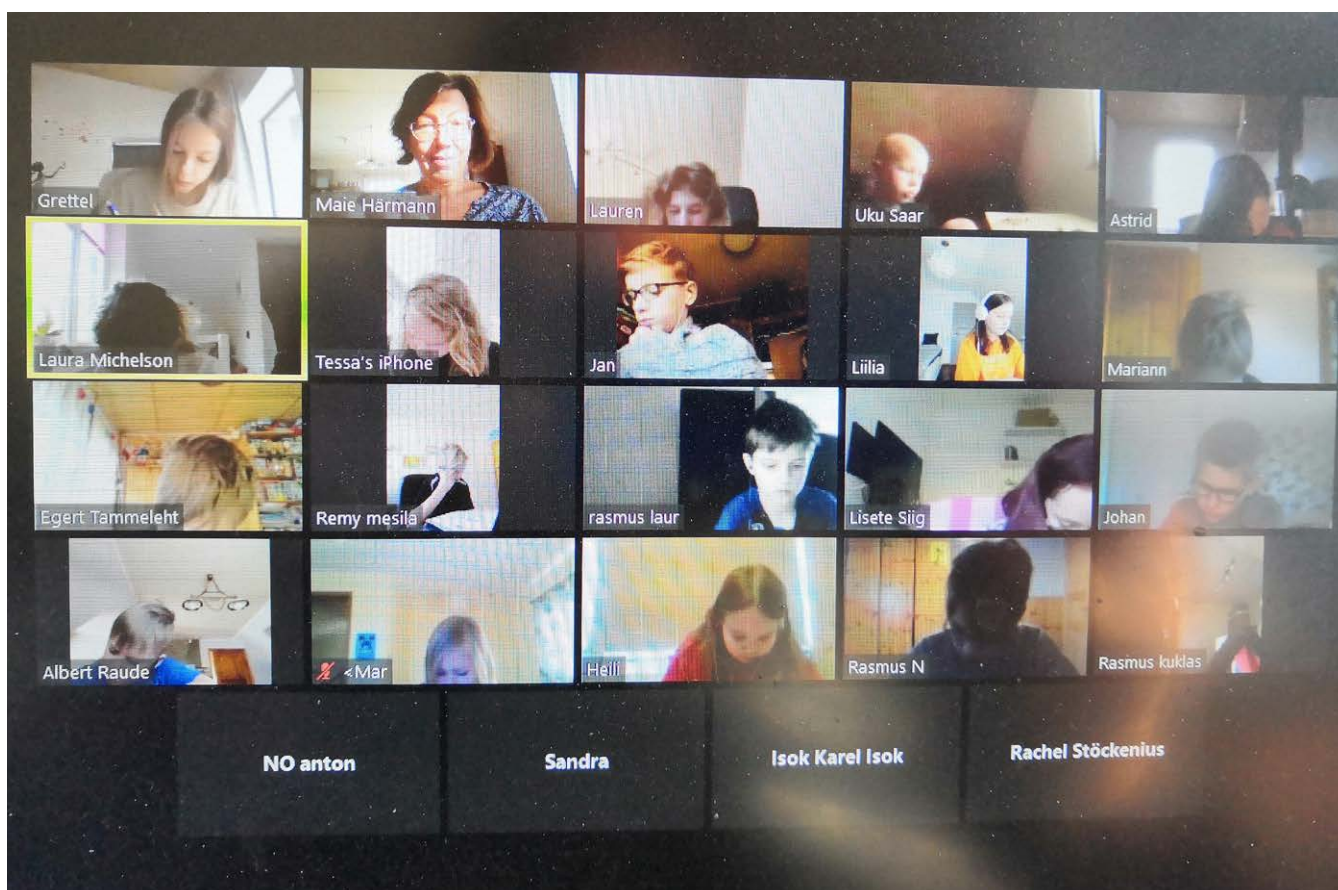 Grettel
Maie Härmann
Lauren
Uku Saar
Astrid
Laura Michelson
Tessa's iPhone
Jan
Liilia
Mariann
Egert Tammeleht
Remy mesila
rasmus laur
Lisete Siig
Johan
Albert Raude
<Mar
Heili
Rasmus N
Rasmus kuklas
NO anton
Sandra
Isok Karel Isok
Rachel Stöckenius